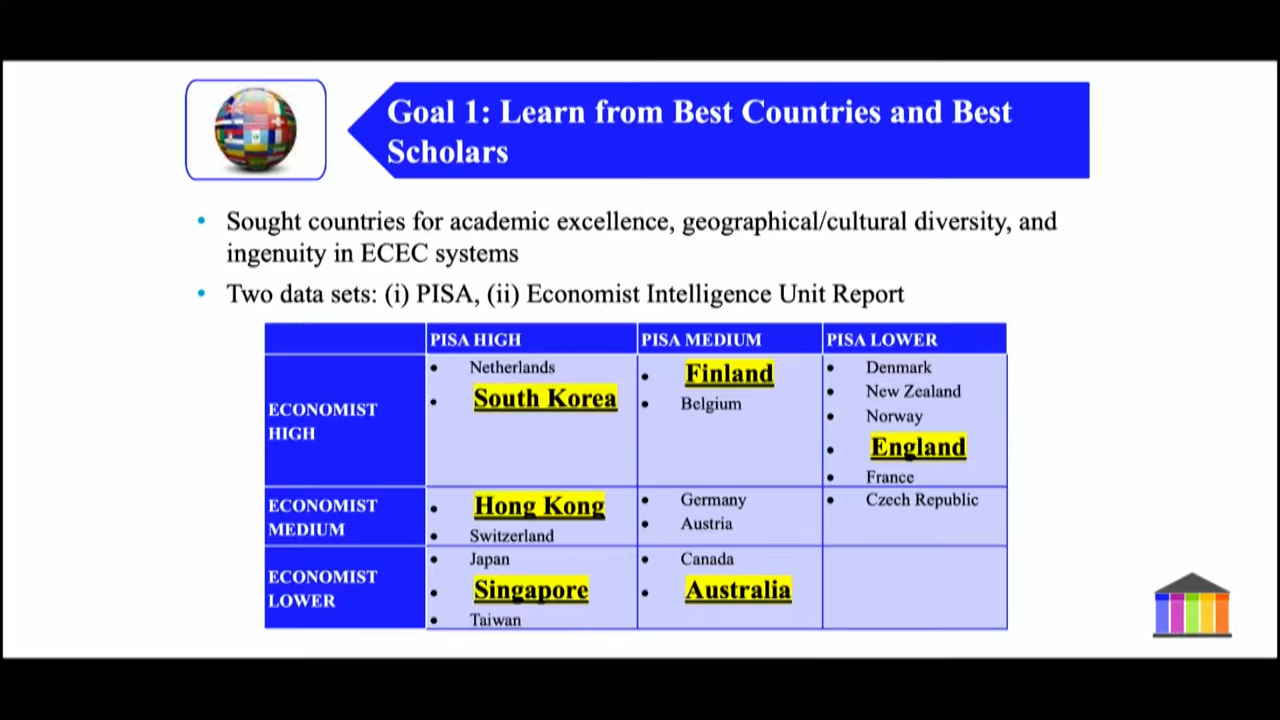 Goal 1: Learn from Best Countries and Best
Scholars
• Sought countries for academic excellence, geographical/cultural diversity, and
ingenuity in ECEC systems
• Two data sets: (i) PISA, (ii) Economist Intelligence Unit Report
PISA HIGH
PISA MEDIUM
PISA LOWER
ECONOMIST
HIGH
• Netherlands
• South Korea
• Finland
• Belgium
• Denmark
• New Zealand
• Norway
• England
• France
ECONOMIST
MEDIUM
• Hong Kong
• Switzerland
• Germany
• Austria
• Czech Republic
ECONOMIST
LOWER
• Japan
• Singapore
• Taiwan
• Canada
• Australia